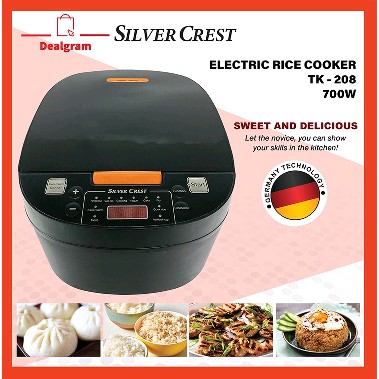 Dealgram
SILVER CREST
ELECTRIC RICE COOKER
TK - 208
700W
SWEET AND DELICIOUS
Let the novice, you can show
your skills in the kitchen!
GERMANY TECHNOLOGY
SILVER CREST